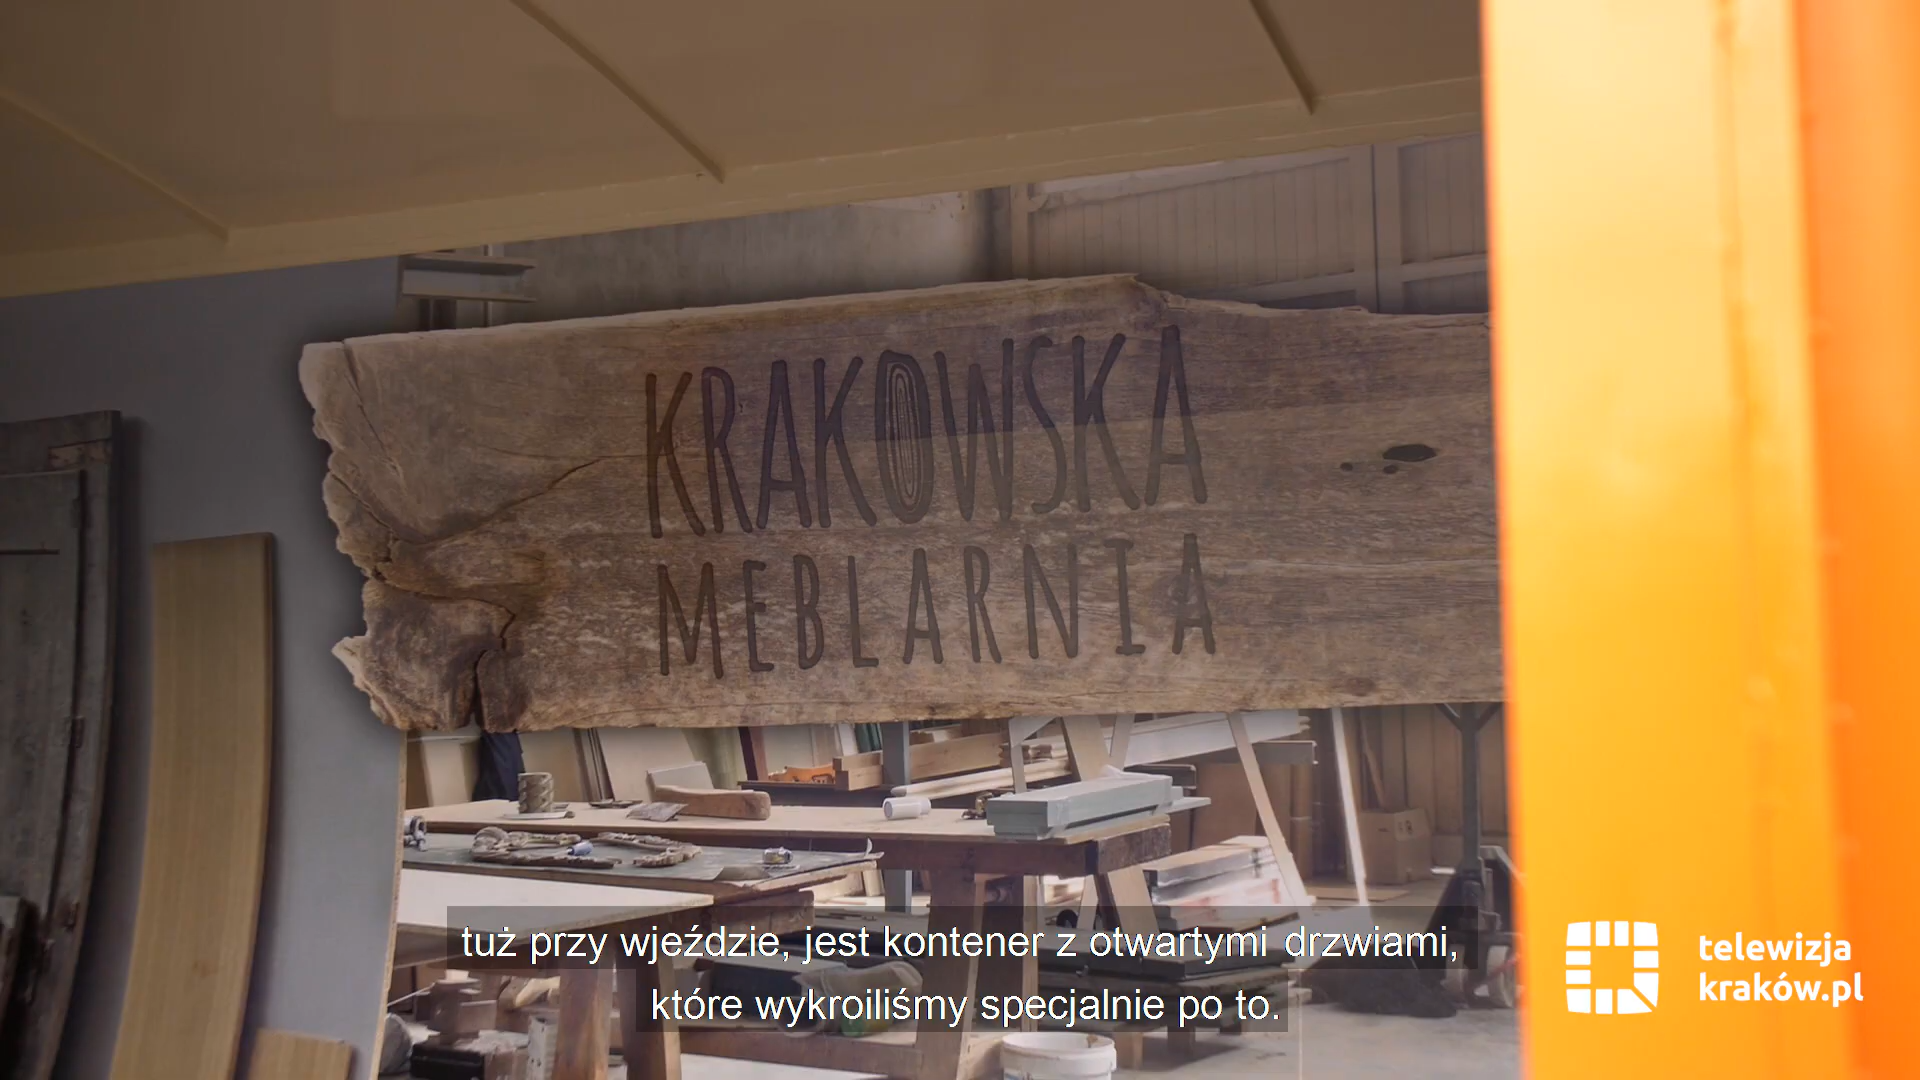 KRAKOWSKA
MEBLARNIA
tuż przy wjeździe, jest kontener z otwartymi drzwiami,
które wykroiliśmy specjalnie po to.
telewizja
kraków.pl